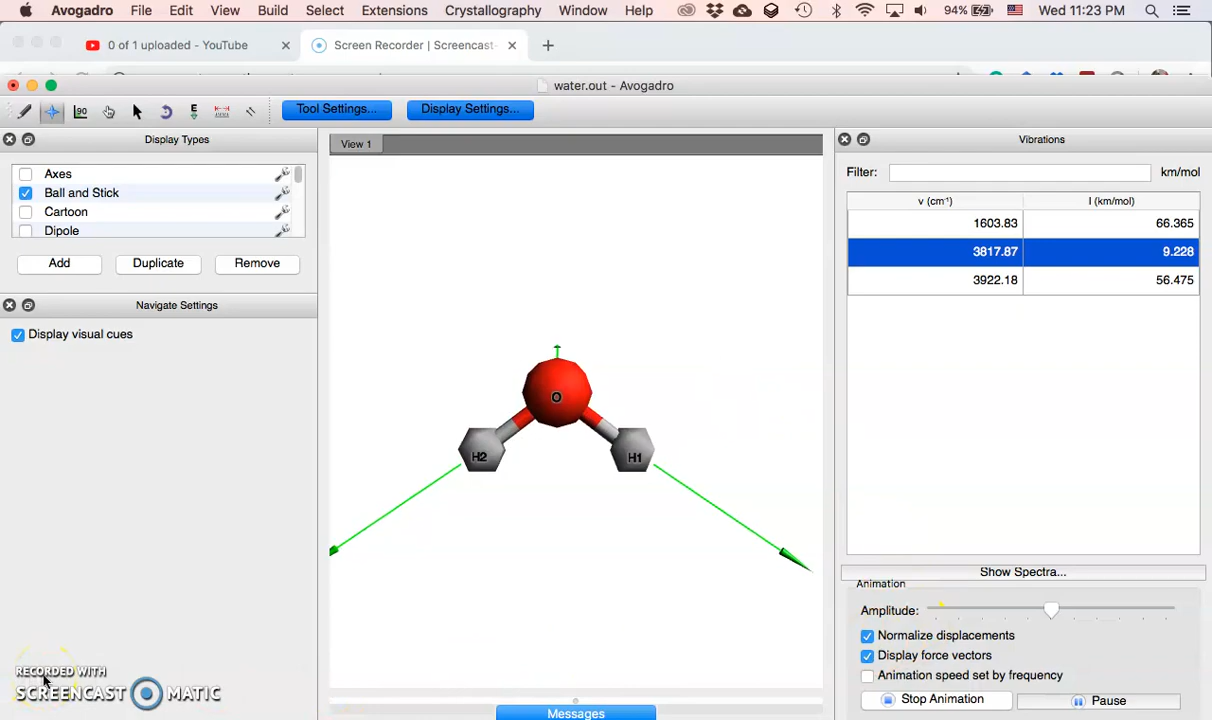 Avogadro File Edit View Build Select Extensions Crystallography Window Help 94% Wed 11:23 PM
0 of 1 uploaded - YouTube Screen Recorder | Screencast-
water.out - Avogadro
90 E Tool Settings... Display Settings...
Display Types
Axes
Ball and Stick
Cartoon
Dipole
Add Duplicate Remove
Navigate Settings
Display visual cues
View 1
O
H2 H1
Messages
Vibrations
Filter: km/mol
ν (cm⁻¹) I (km/mol)
1603.83 66.365
3817.87 9.228
3922.18 56.475
Show Spectra...
Animation
Amplitude:
Normalize displacements
Display force vectors
Animation speed set by frequency
Stop Animation Pause
RECORDED WITH
SCREENCAST MATIC